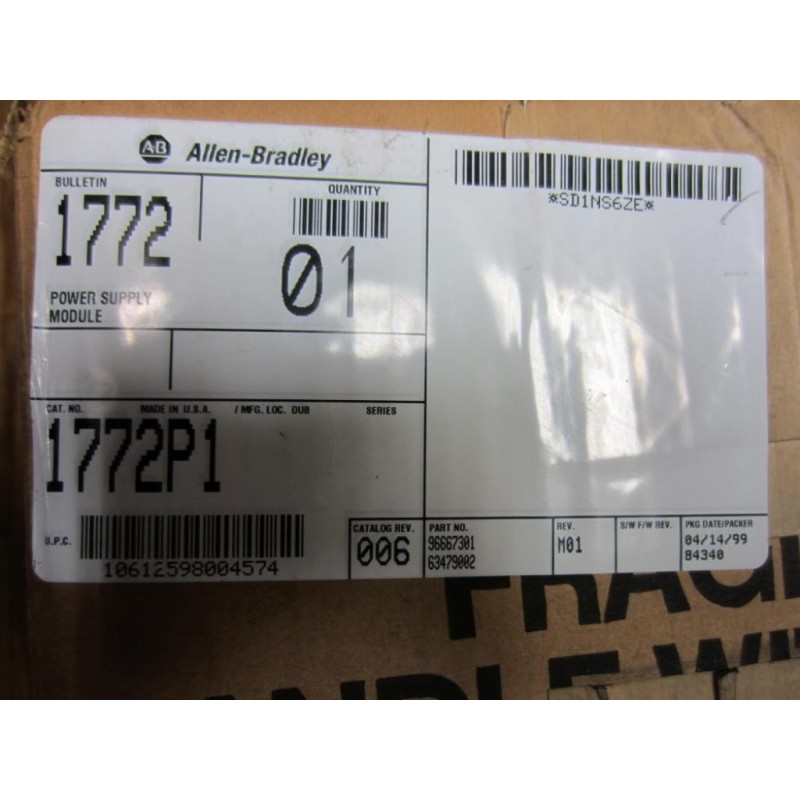 AB Allen-Bradley
BULLETIN
1772
QUANTITY
01
POWER SUPPLY
MODULE
*SD1NS6ZE*
CAT. NO. MADE IN U.S.A. / MFG. LOC. DUB SERIES
1772P1
U.P.C.
10612598004574
CATALOG REV.
006
PART NO.
96667301
63479002
REV.
M01
S/W F/W REV.
PKG DATE/PACKER
04/14/99
84340